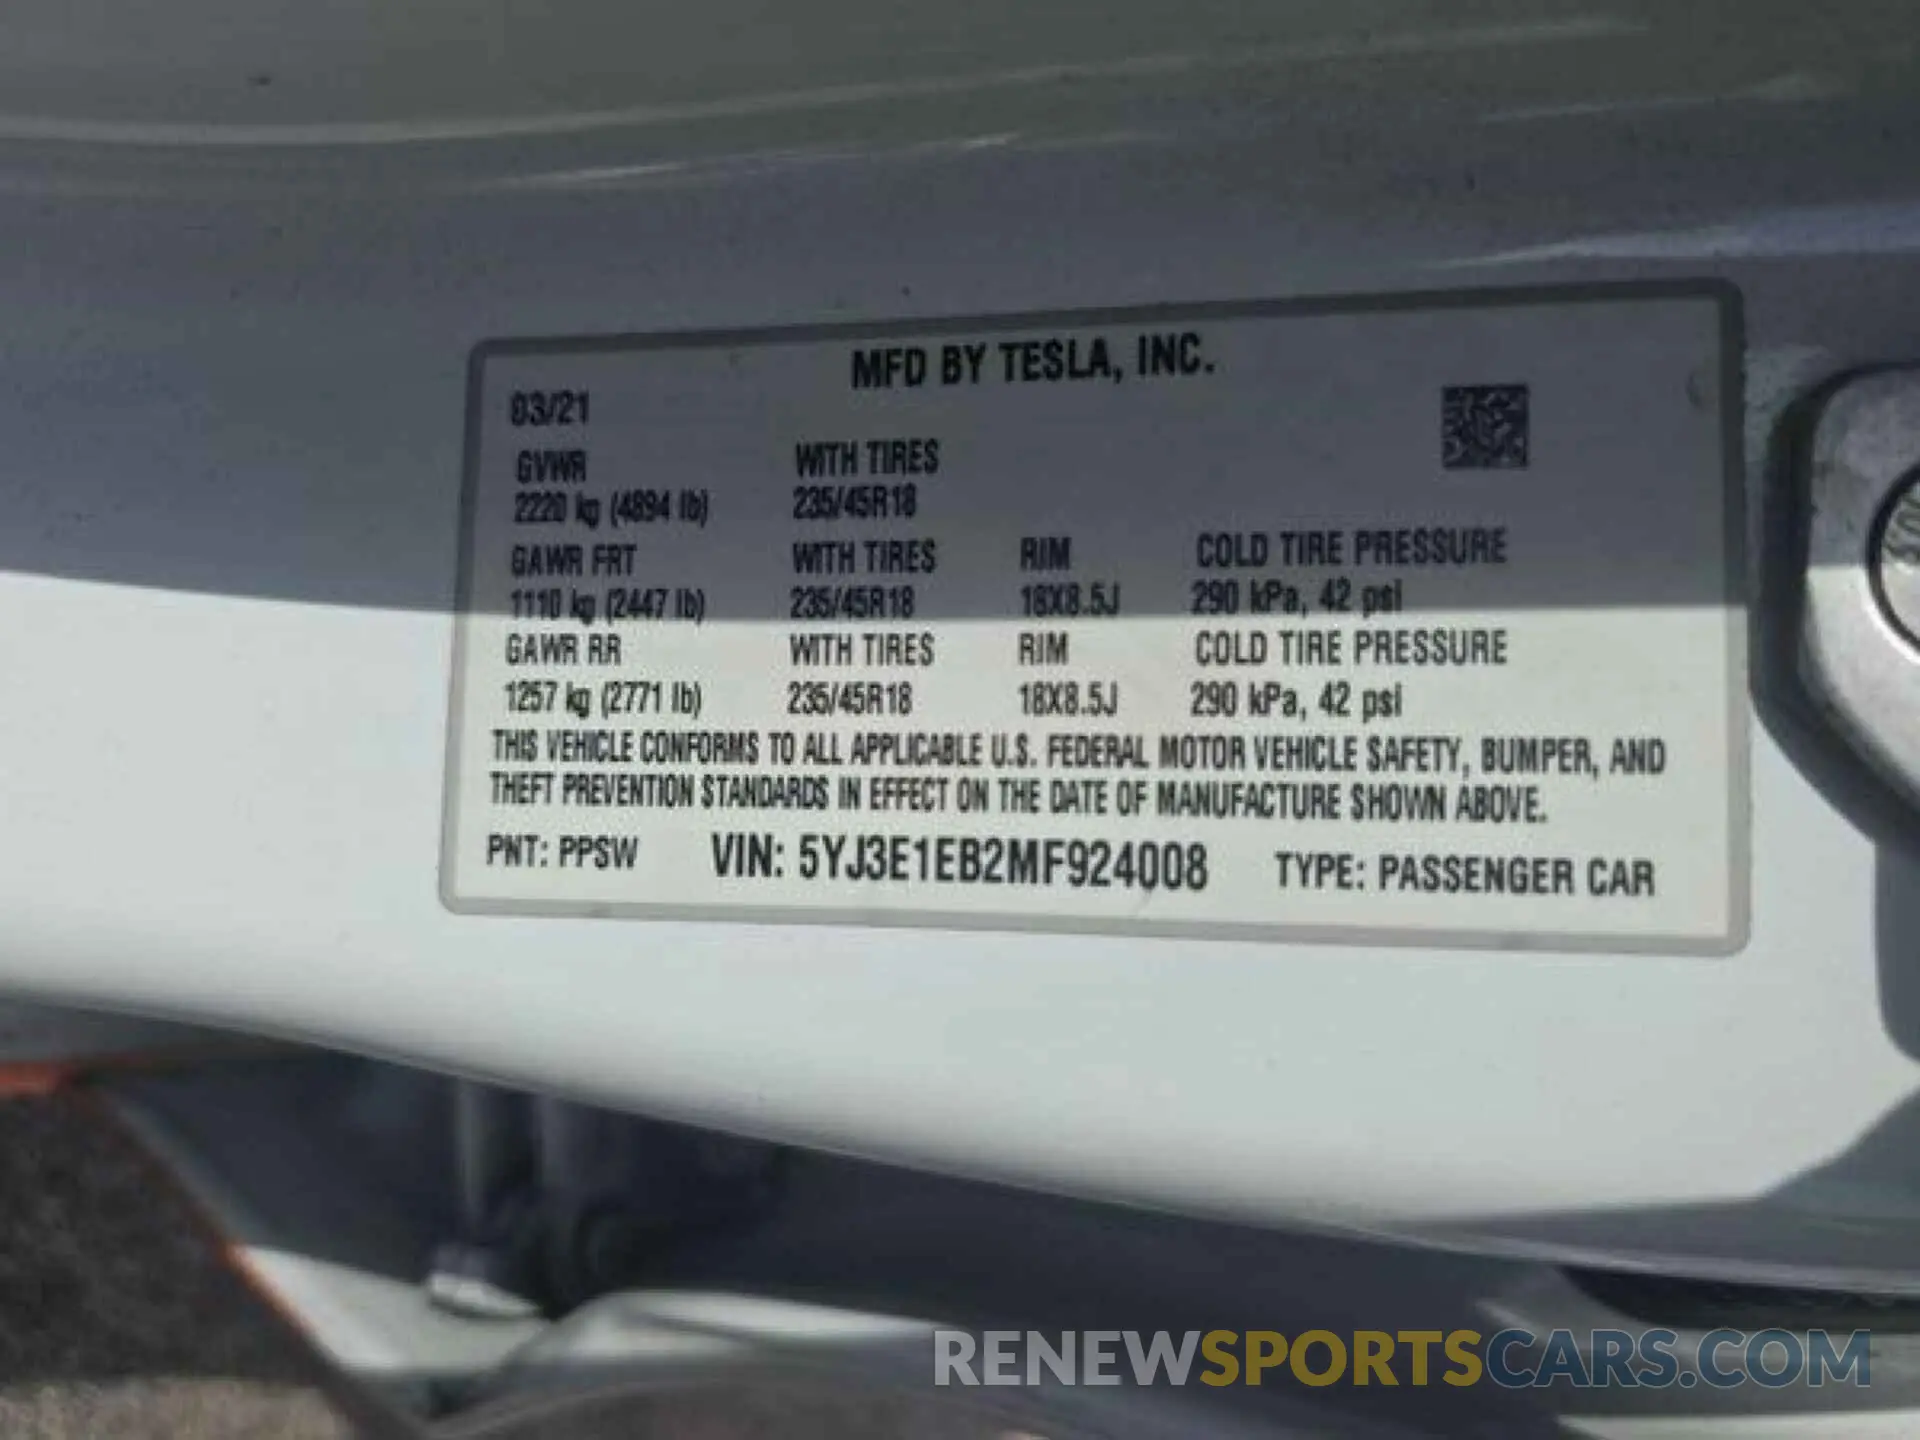 MFD BY TESLA, INC.
03/21
GVWR WITH TIRES
2220 kg (4894 lb) 235/45R18
GAWR FRT WITH TIRES RIM COLD TIRE PRESSURE
1110 kg (2447 lb) 235/45R18 18X8.5J 290 kPa, 42 psi
GAWR RR WITH TIRES RIM COLD TIRE PRESSURE
1257 kg (2771 lb) 235/45R18 18X8.5J 290 kPa, 42 psi
THIS VEHICLE CONFORMS TO ALL APPLICABLE U.S. FEDERAL MOTOR VEHICLE SAFETY, BUMPER, AND
THEFT PREVENTION STANDARDS IN EFFECT ON THE DATE OF MANUFACTURE SHOWN ABOVE.
PNT: PPSW VIN: 5YJ3E1EB2MF924008 TYPE: PASSENGER CAR
RENEWSPORTSCARS.COM